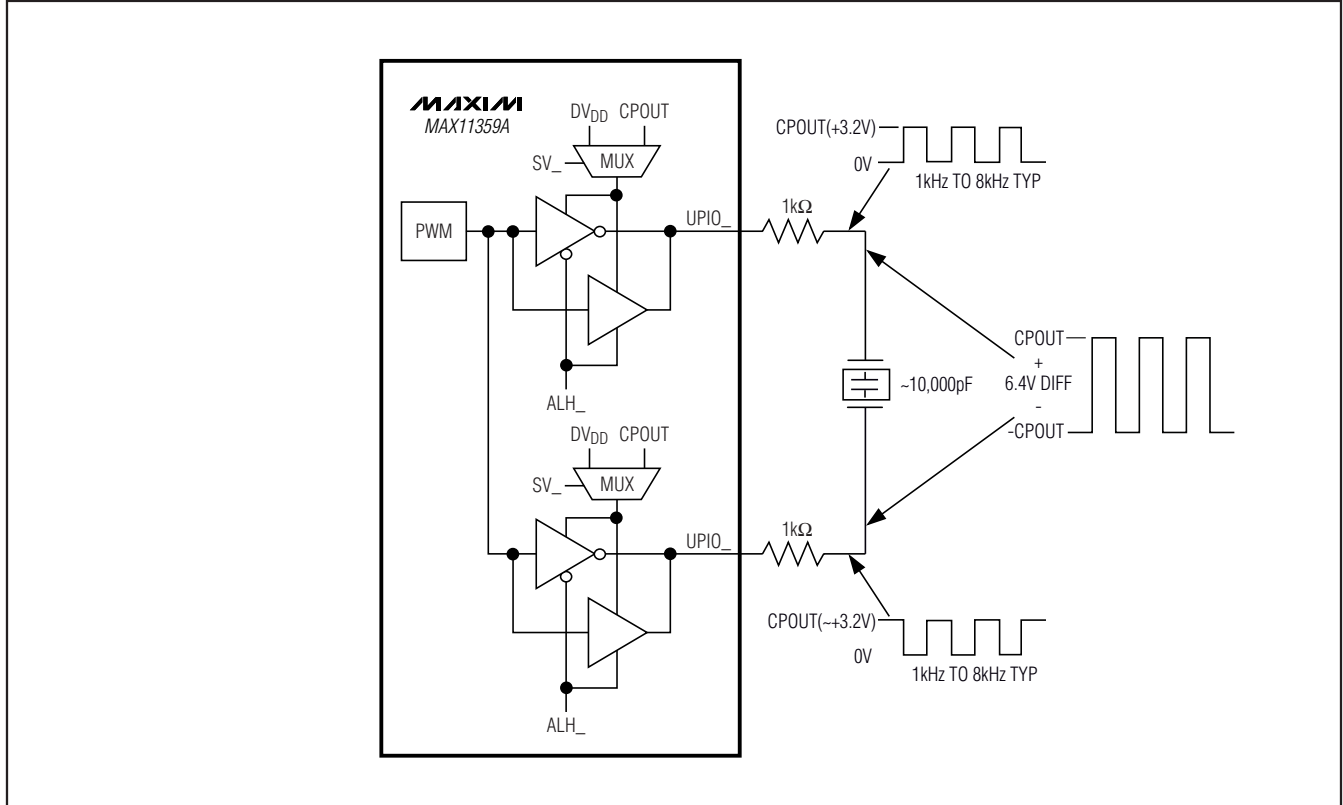 MAXIM
MAX11359A
DVDD CPOUT
SV_
MUX
PWM
UPIO_
1kΩ
ALH_
DVDD CPOUT
SV_
MUX
UPIO_
1kΩ
ALH_
CPOUT(+3.2V)
0V
1kHz TO 8kHz TYP
~10,000pF
CPOUT
+
6.4V DIFF
-
-CPOUT
CPOUT(~+3.2V)
0V
1kHz TO 8kHz TYP